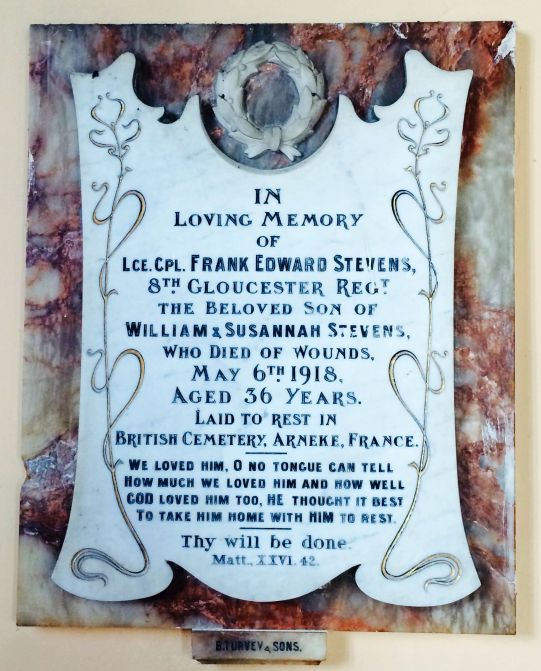 IN
LOVING MEMORY
OF
LCE. CPL. FRANK EDWARD STEVENS,
8TH GLOUCESTER REGT
THE BELOVED SON OF
WILLIAM & SUSANNAH STEVENS,
WHO DIED OF WOUNDS,
MAY 6TH 1918,
AGED 36 YEARS.
LAID TO REST IN
BRITISH CEMETERY, ARNEKE, FRANCE.
WE LOVED HIM, O NO TONGUE CAN TELL
HOW MUCH WE LOVED HIM AND HOW WELL
GOD LOVED HIM TOO, HE THOUGHT IT BEST
TO TAKE HIM HOME WITH HIM TO REST.
Thy will be done.
Matt., XXVI. 42.
B. TURVEY & SONS.